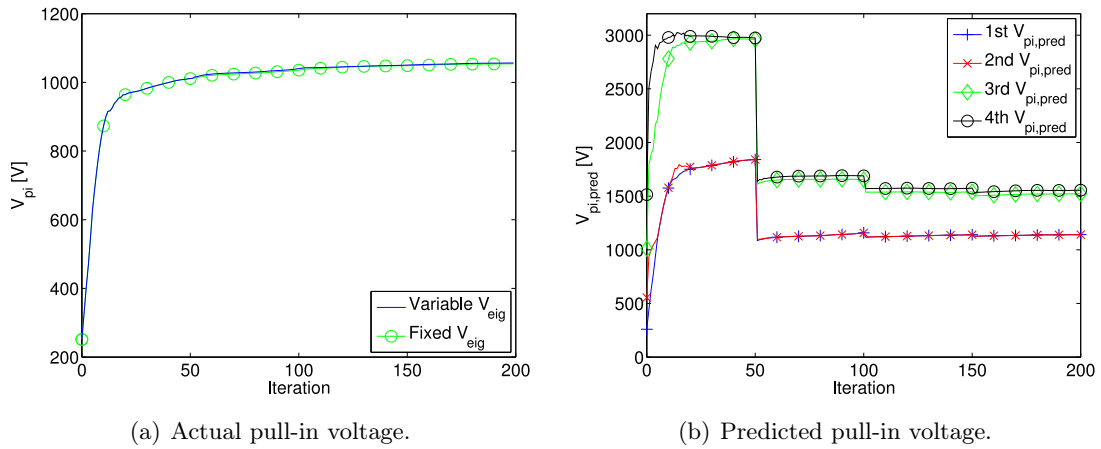 1200
1000
800
600
400
200
V_pi [V]
0
50
100
150
200
Iteration
Variable V_eig
Fixed V_eig
(a) Actual pull-in voltage.
3000
2500
2000
1500
1000
500
0
V_pi,pred [V]
0
50
100
150
200
Iteration
1st V_pi,pred
2nd V_pi,pred
3rd V_pi,pred
4th V_pi,pred
(b) Predicted pull-in voltage.